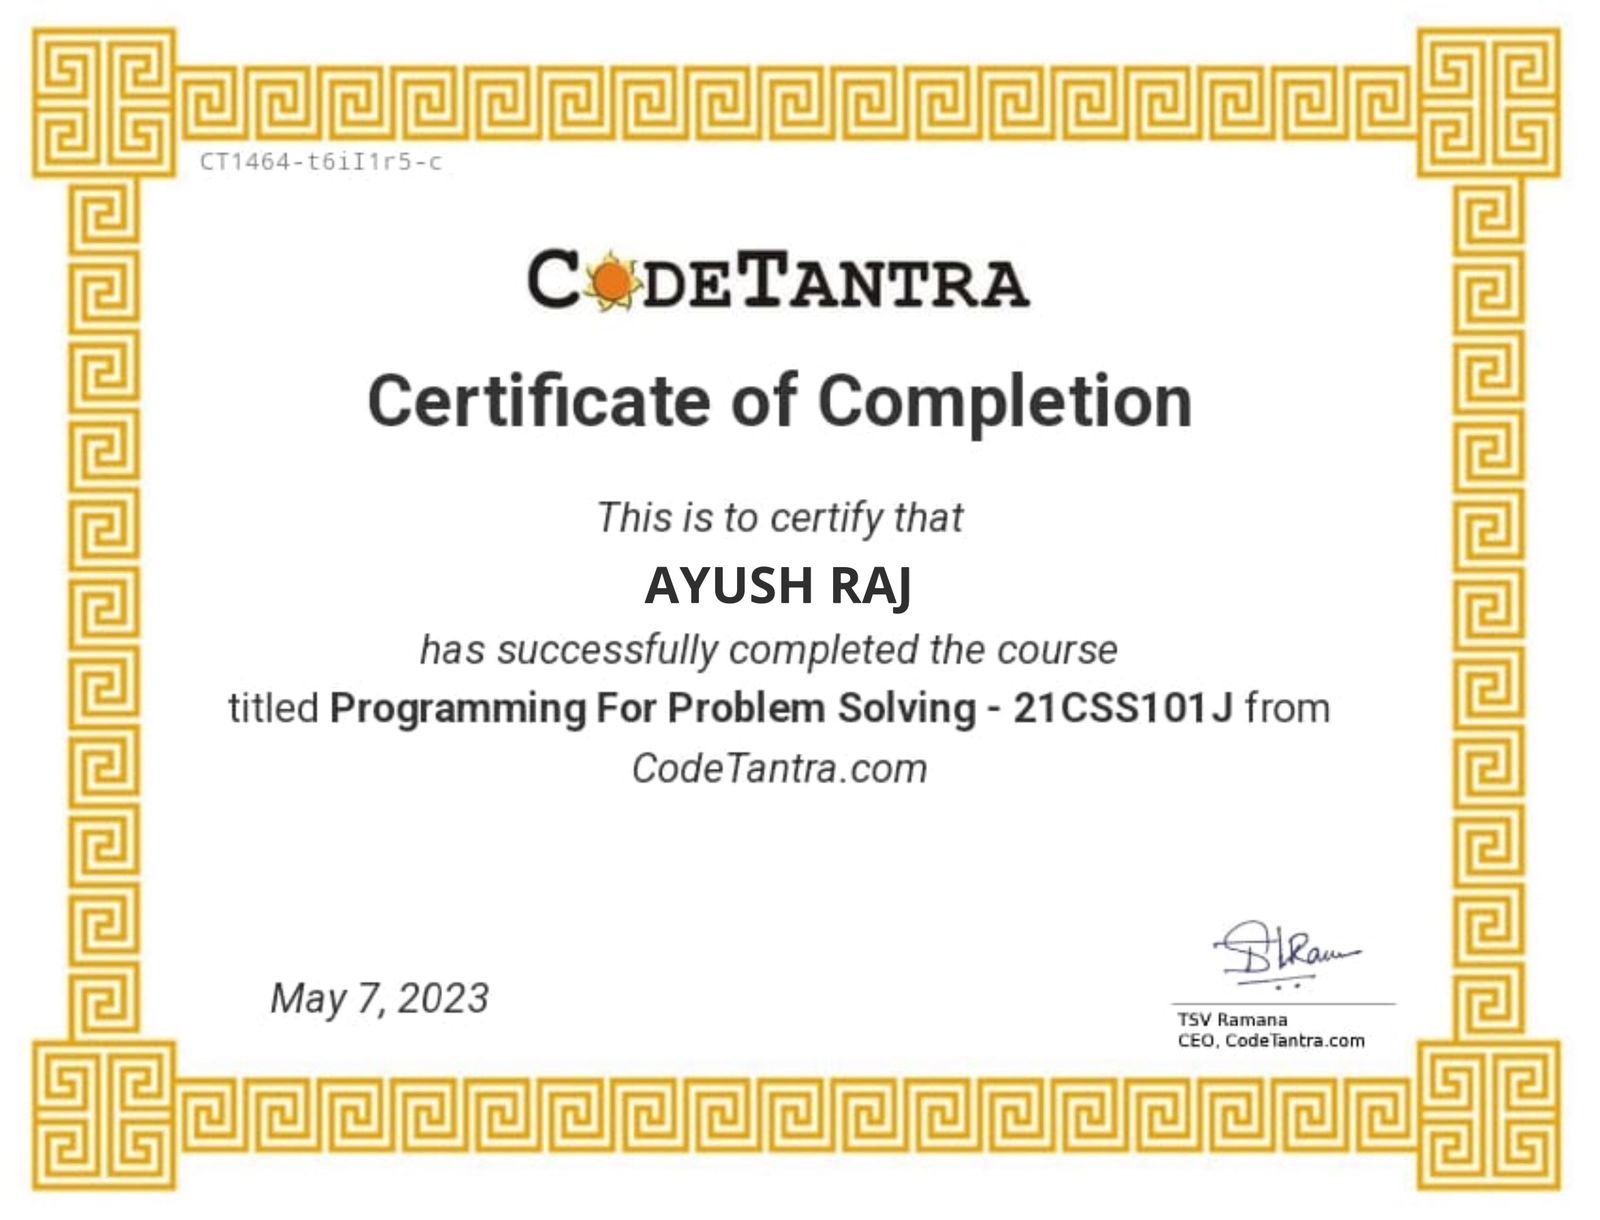 CT1464-t6iI1r5-c
CODETANTRA
Certificate of Completion
This is to certify that
AYUSH RAJ
has successfully completed the course
titled Programming For Problem Solving - 21CSS101J from
CodeTantra.com
May 7, 2023
TSV Ramana
CEO, CodeTantra.com